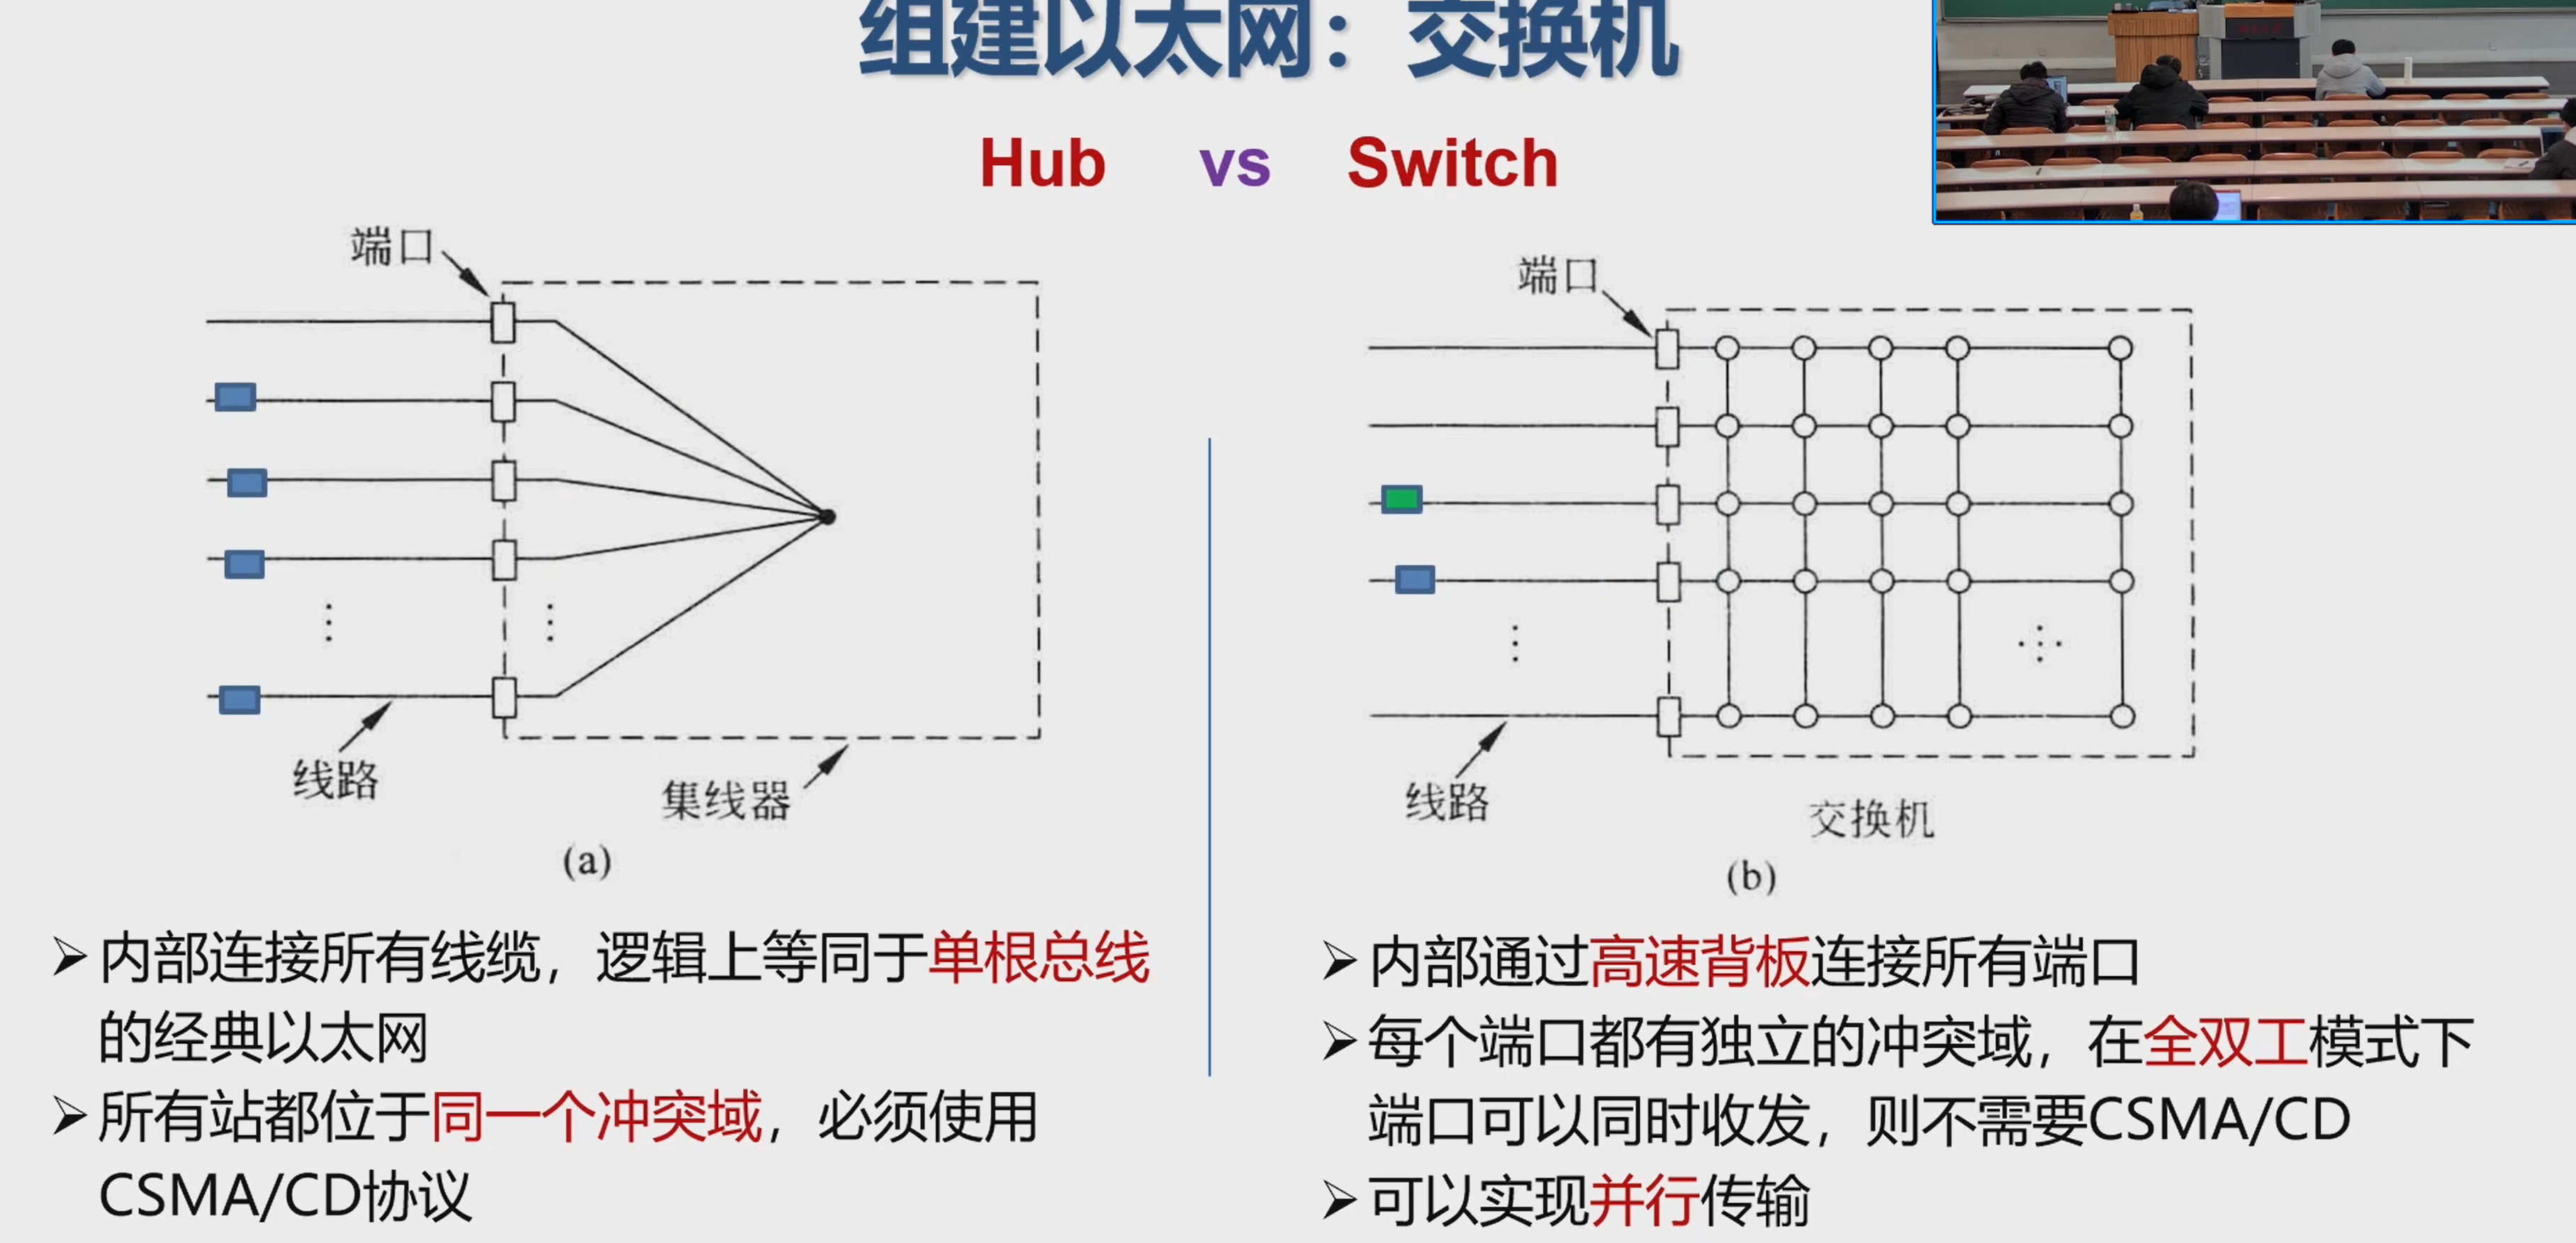 组建以太网：交换机
Hub vs Switch
端口
线路
集线器
(a)
➢内部连接所有线缆，逻辑上等同于单根总线
的经典以太网
➢所有站都位于同一个冲突域，必须使用
CSMA/CD协议
端口
线路
交换机
(b)
➢内部通过高速背板连接所有端口
➢每个端口都有独立的冲突域，在全双工模式下
端口可以同时收发，则不需要CSMA/CD
➢可以实现并行传输